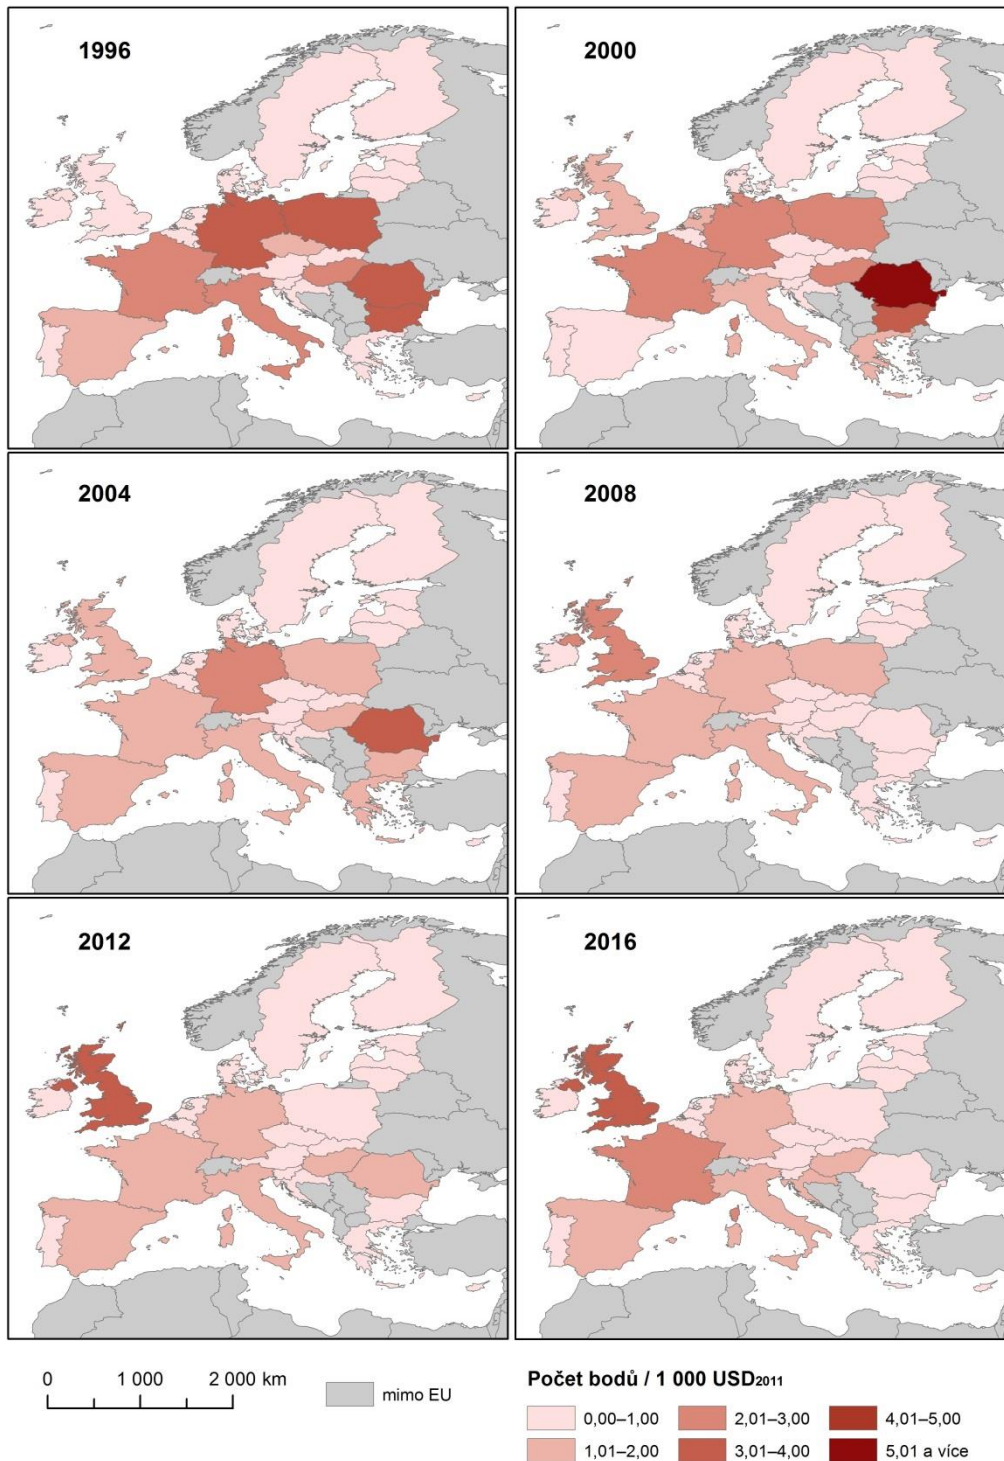 1996
2000
2004
2008
2012
2016
0 1 000 2 000 km
mimo EU
Počet bodů / 1 000 USD2011
0,00–1,00
2,01–3,00
4,01–5,00
1,01–2,00
3,01–4,00
5,01 a více